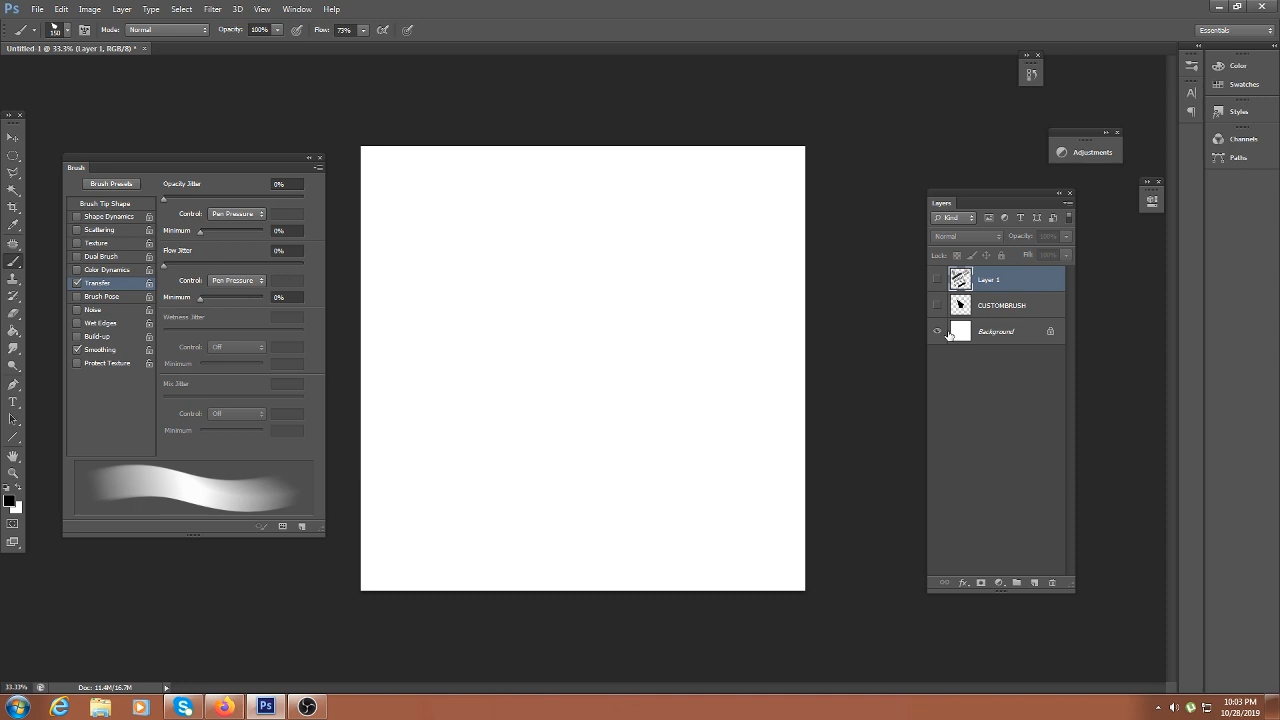 Ps File Edit Image Layer Type Select Filter 3D View Window Help
150 Mode: Normal Opacity: 100% Flow: 73% Essentials
Untitled-1 @ 33.3% (Layer 1, RGB/8) * ×
Color
Swatches
Styles
Channels
Paths
Adjustments
Brush
Brush Presets
Brush Tip Shape
Shape Dynamics
Scattering
Texture
Dual Brush
Color Dynamics
Transfer
Brush Pose
Noise
Wet Edges
Build-up
Smoothing
Protect Texture
Opacity Jitter 0%
Control: Pen Pressure
Minimum 0%
Flow Jitter 0%
Control: Pen Pressure
Minimum 0%
Wetness Jitter
Control: Off
Minimum
Mix Jitter
Control: Off
Minimum
Layers
Kind
Normal Opacity: 100%
Lock: Fill: 100%
Layer 1
CUSTOMBRUSH
Background
33.33% Doc: 11.4M/16.7M
10:03 PM
10/28/2019